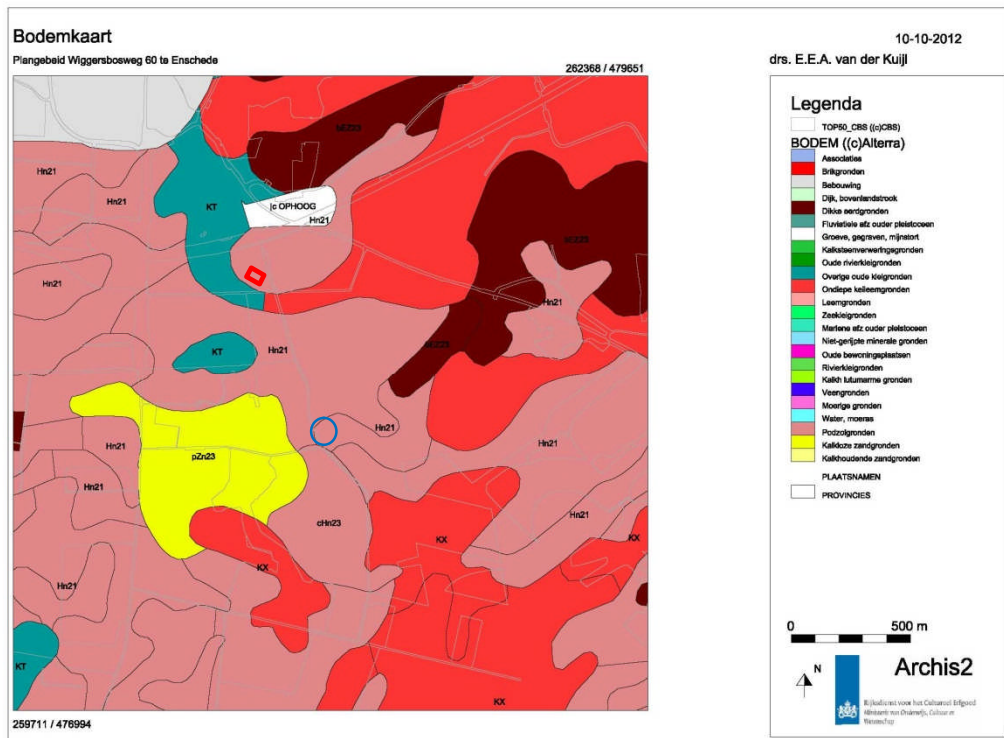 Bodemkaart
10-10-2012
Plangebeid Wiggersbosweg 60 te Enschede
262368 / 479651
drs. E.E.A. van der Kuijl
Legenda
TOP50_CBS ((c)CBS)
BODEM ((c)Alterra)
Associaties
Brikgronden
Bebouwing
Dijk, bovenlandstrook
Dikke eerdgronden
Fluviatiele afz ouder pleistoceen
Groeve, gegraven, mijnstort
Kalksteenverweringsgronden
Oude rivierkleigronden
Overige oude kleigronden
Ondiepe keileemgronden
Leemgronden
Zeekleigronden
Mariene afz ouder pleistoceen
Niet-gerijpte minerale gronden
Oude bewoningsplaatsen
Rivierkleigronden
Kalkh lutumarme gronden
Veengronden
Moerige gronden
Water, moeras
Podzolgronden
Kalkloze zandgronden
Kalkhoudende zandgronden
PLAATSNAMEN
PROVINCIES
bEZ23
Hn21
Hn21
KT
|c OPHOOG
Hn21
bEZ23
Hn21
Hn21
bEZ23
KT
Hn21
Hn21
Hn21
Hn21
pZn23
Hn21
cHn23
Hn21
KX
KX
KX
Hn21
KT
KX
0 500 m
N
Archis2
Rijksdienst voor het Cultureel Erfgoed
Ministerie van Onderwijs, Cultuur en
Wetenschap
259711 / 476994